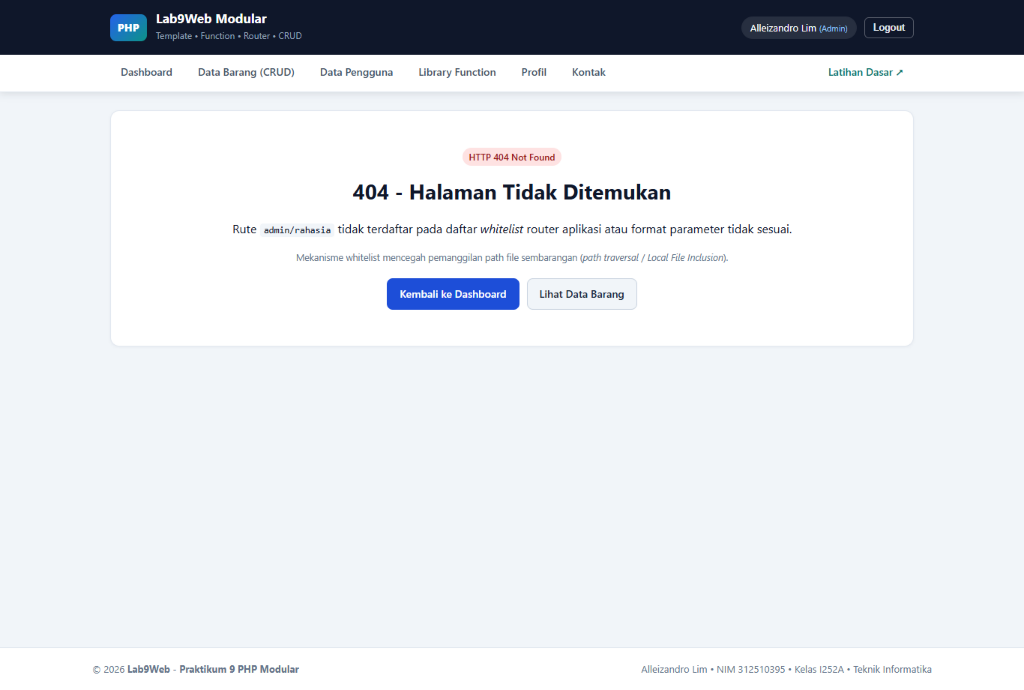 PHP
Lab9Web Modular
Template • Function • Router • CRUD
Alleizandro Lim (Admin)
Logout
Dashboard
Data Barang (CRUD)
Data Pengguna
Library Function
Profil
Kontak
Latihan Dasar ↗
HTTP 404 Not Found
404 - Halaman Tidak Ditemukan
Rute admin/rahasia tidak terdaftar pada daftar whitelist router aplikasi atau format parameter tidak sesuai.
Mekanisme whitelist mencegah pemanggilan path file sembarangan (path traversal / Local File Inclusion).
Kembali ke Dashboard
Lihat Data Barang
© 2026 Lab9Web - Praktikum 9 PHP Modular
Alleizandro Lim • NIM 312510395 • Kelas I252A • Teknik Informatika